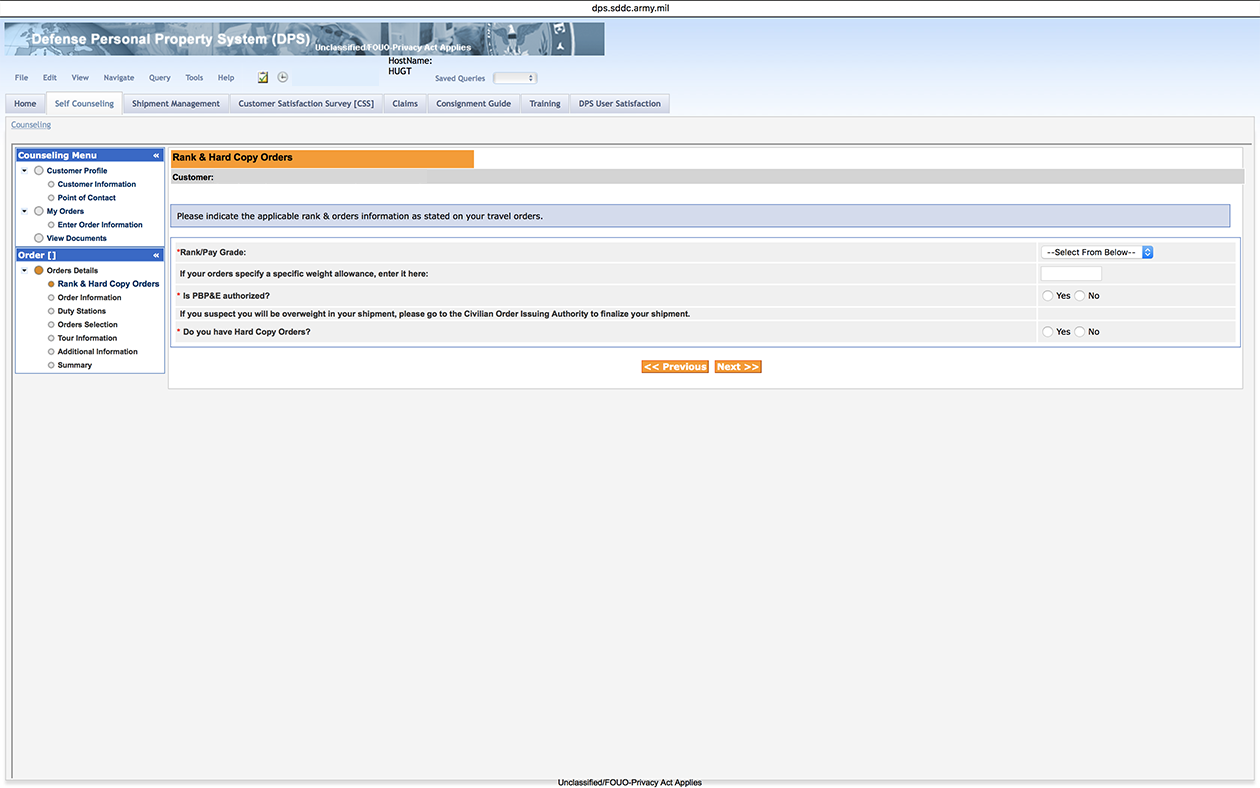 dps.sddc.army.mil
Defense Personal Property System (DPS) Unclassified/FOUO-Privacy Act Applies
HostName:
HUGT
File Edit View Navigate Query Tools Help Saved Queries
Home Self Counseling Shipment Management Customer Satisfaction Survey [CSS] Claims Consignment Guide Training DPS User Satisfaction
Counseling
Counseling Menu «
Customer Profile
Customer Information
Point of Contact
My Orders
Enter Order Information
View Documents
Order [] «
Orders Details
Rank & Hard Copy Orders
Order Information
Duty Stations
Orders Selection
Tour Information
Additional Information
Summary
Rank & Hard Copy Orders
Customer:
Please indicate the applicable rank & orders information as stated on your travel orders.
*Rank/Pay Grade: --Select From Below--
If your orders specify a specific weight allowance, enter it here:
* Is PBP&E authorized? Yes No
If you suspect you will be overweight in your shipment, please go to the Civilian Order Issuing Authority to finalize your shipment.
* Do you have Hard Copy Orders? Yes No
<< Previous Next >>
Unclassified/FOUO-Privacy Act Applies